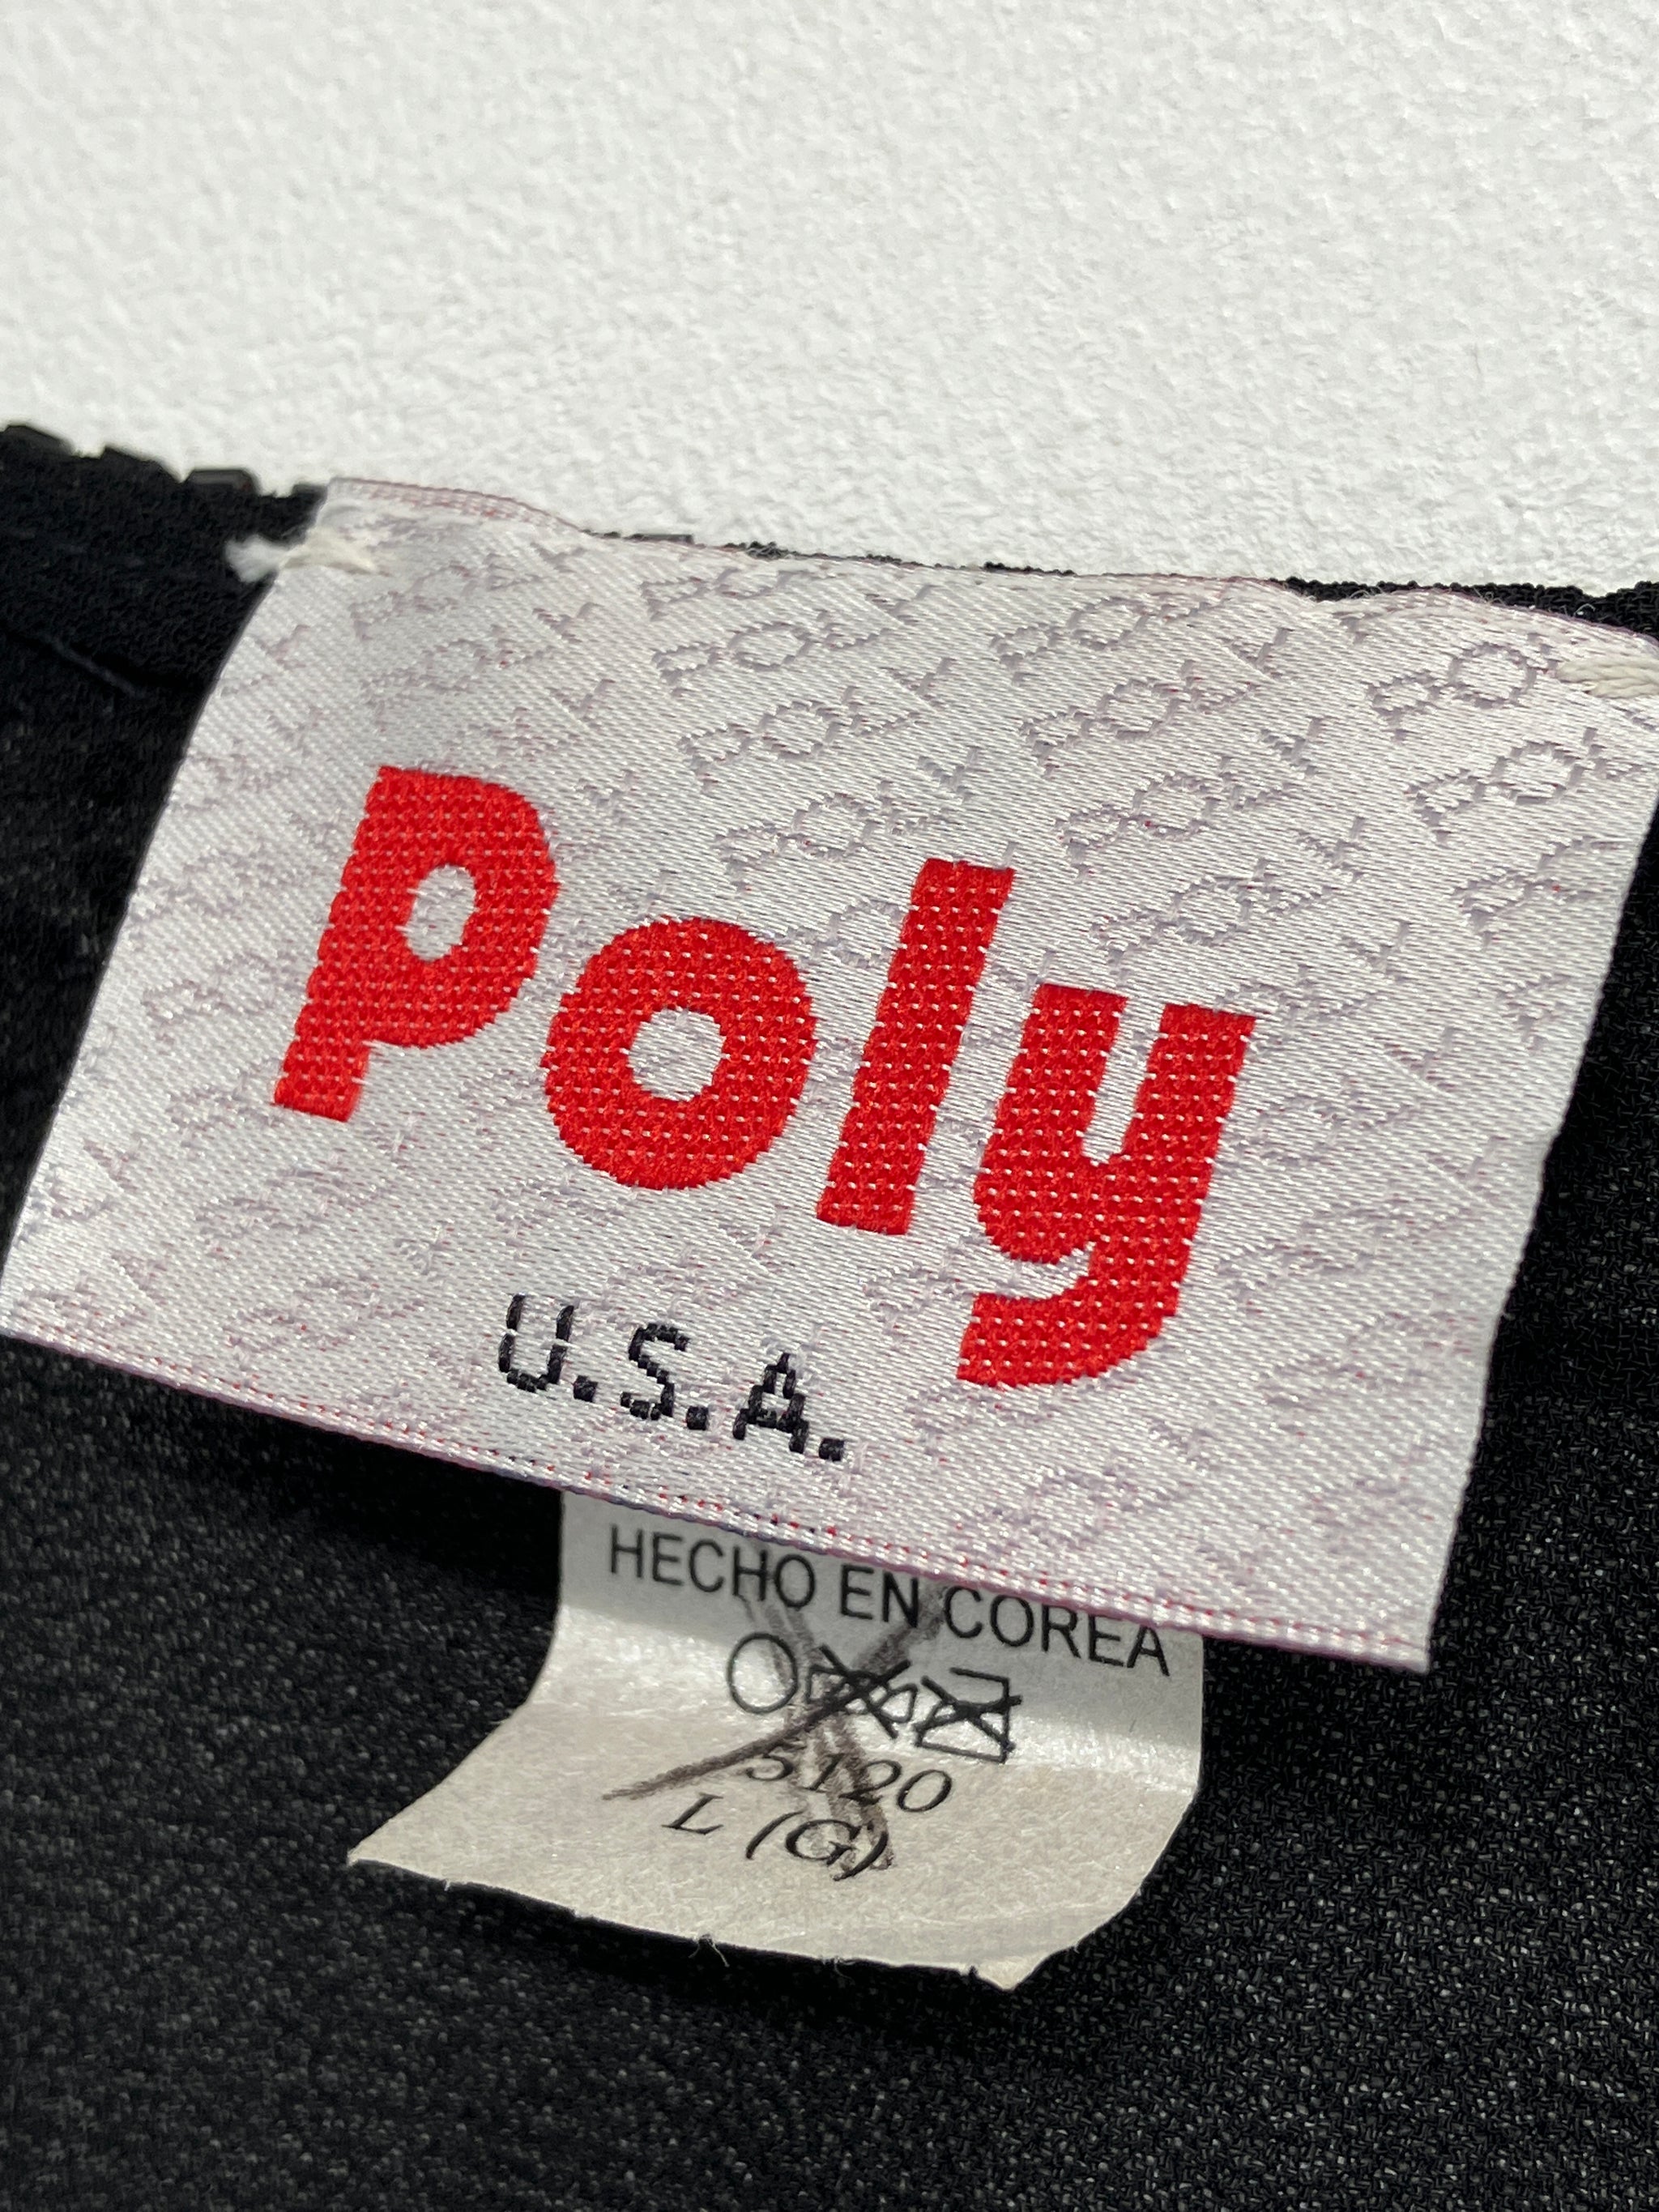 Poly
U.S.A.
HECHO EN COREA
5120
L (G)